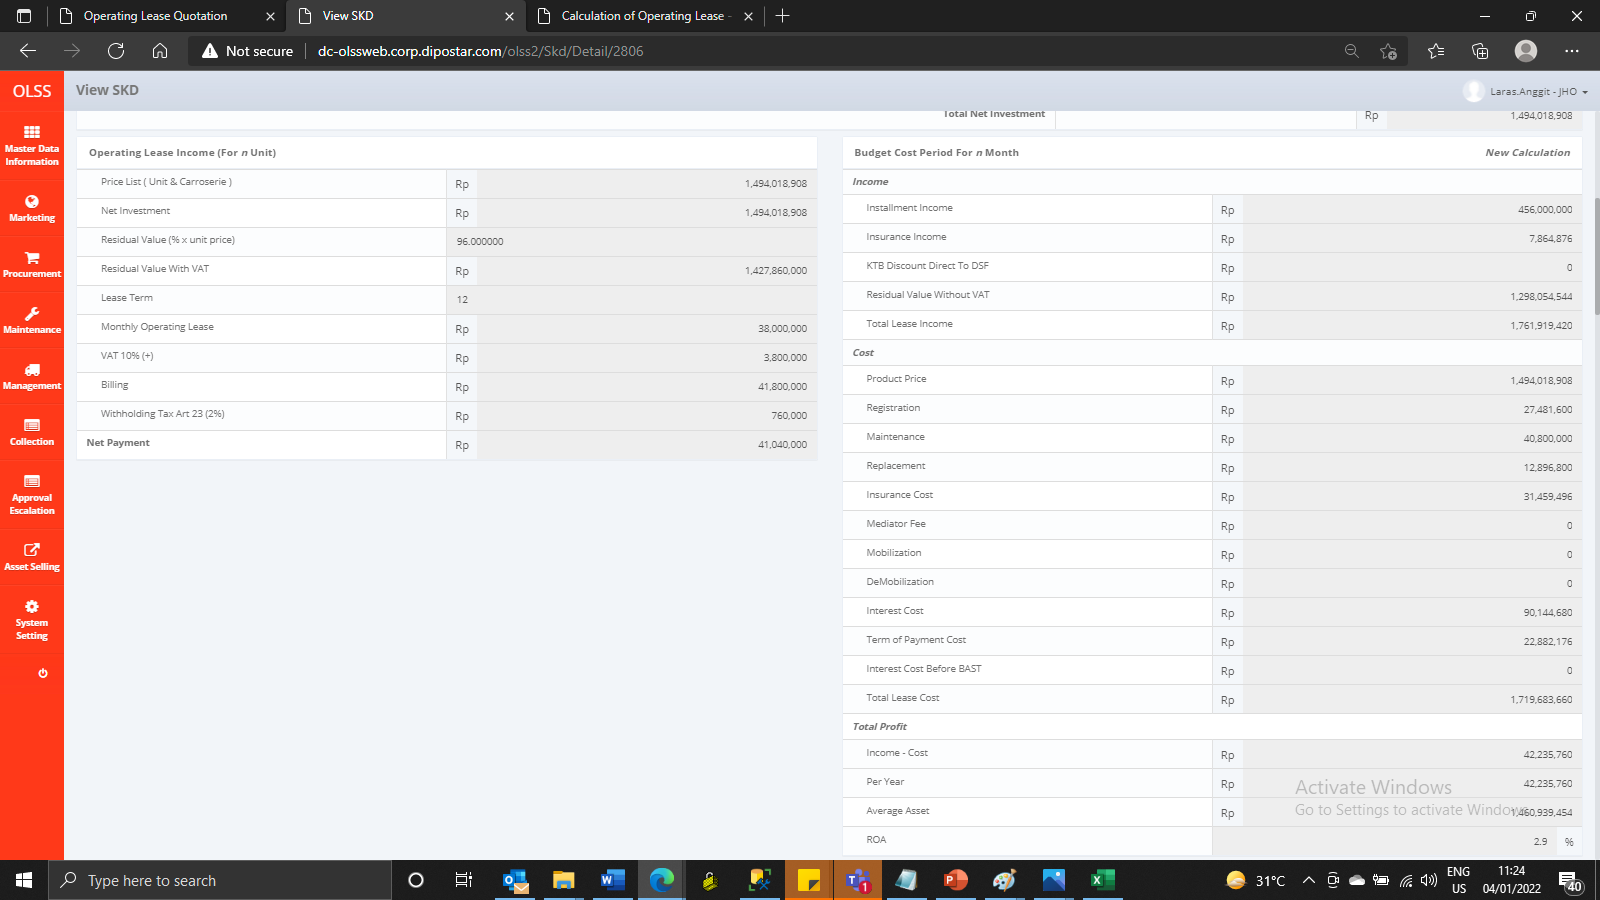 Operating Lease Quotation
View SKD
Calculation of Operating Lease -
Not secure
dc-olssweb.corp.dipostar.com/olss2/Skd/Detail/2806
OLSS
View SKD
Laras.Anggit - JHO
Master Data Information
Marketing
Procurement
Maintenance
Management
Collection
Approval Escalation
Asset Selling
System Setting
Total Net Investment Rp 1,494,018,908
Operating Lease Income (For n Unit)
Price List ( Unit & Carroserie ) Rp 1,494,018,908
Net Investment Rp 1,494,018,908
Residual Value (% x unit price) 96.000000
Residual Value With VAT Rp 1,427,860,000
Lease Term 12
Monthly Operating Lease Rp 38,000,000
VAT 10% (+) Rp 3,800,000
Billing Rp 41,800,000
Withholding Tax Art 23 (2%) Rp 760,000
Net Payment Rp 41,040,000
Budget Cost Period For n Month New Calculation
Income
Installment Income Rp 456,000,000
Insurance Income Rp 7,864,876
KTB Discount Direct To DSF Rp 0
Residual Value Without VAT Rp 1,298,054,544
Total Lease Income Rp 1,761,919,420
Cost
Product Price Rp 1,494,018,908
Registration Rp 27,481,600
Maintenance Rp 40,800,000
Replacement Rp 12,896,800
Insurance Cost Rp 31,459,496
Mediator Fee Rp 0
Mobilization Rp 0
DeMobilization Rp 0
Interest Cost Rp 90,144,680
Term of Payment Cost Rp 22,882,176
Interest Cost Before BAST Rp 0
Total Lease Cost Rp 1,719,683,660
Total Profit
Income - Cost Rp 42,235,760
Per Year Rp 42,235,760
Average Asset Rp 1,460,939,454
ROA 2.9 %
Activate Windows
Go to Settings to activate Windows.
Type here to search
31°C
ENG
US
11:24
04/01/2022
40
1